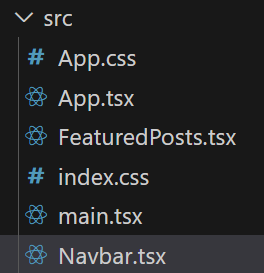 src
# App.css
App.tsx
FeaturedPosts.tsx
# index.css
main.tsx
Navbar.tsx